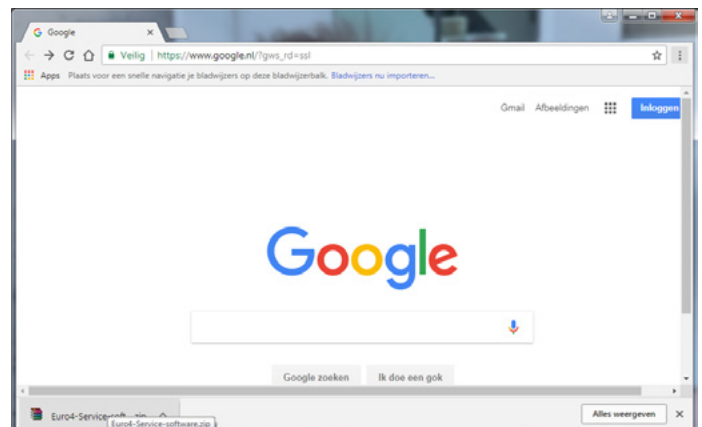 Google
Veilig | https://www.google.nl/?gws_rd=ssl
Apps Plaats voor een snelle navigatie je bladwijzers op deze bladwijzerbalk. Bladwijzers nu importeren...
Gmail Afbeeldingen Inloggen
Google
Google zoeken Ik doe een gok
Euro4-Service-soft....zip Alles weergeven
Euro4-Service-software.zip